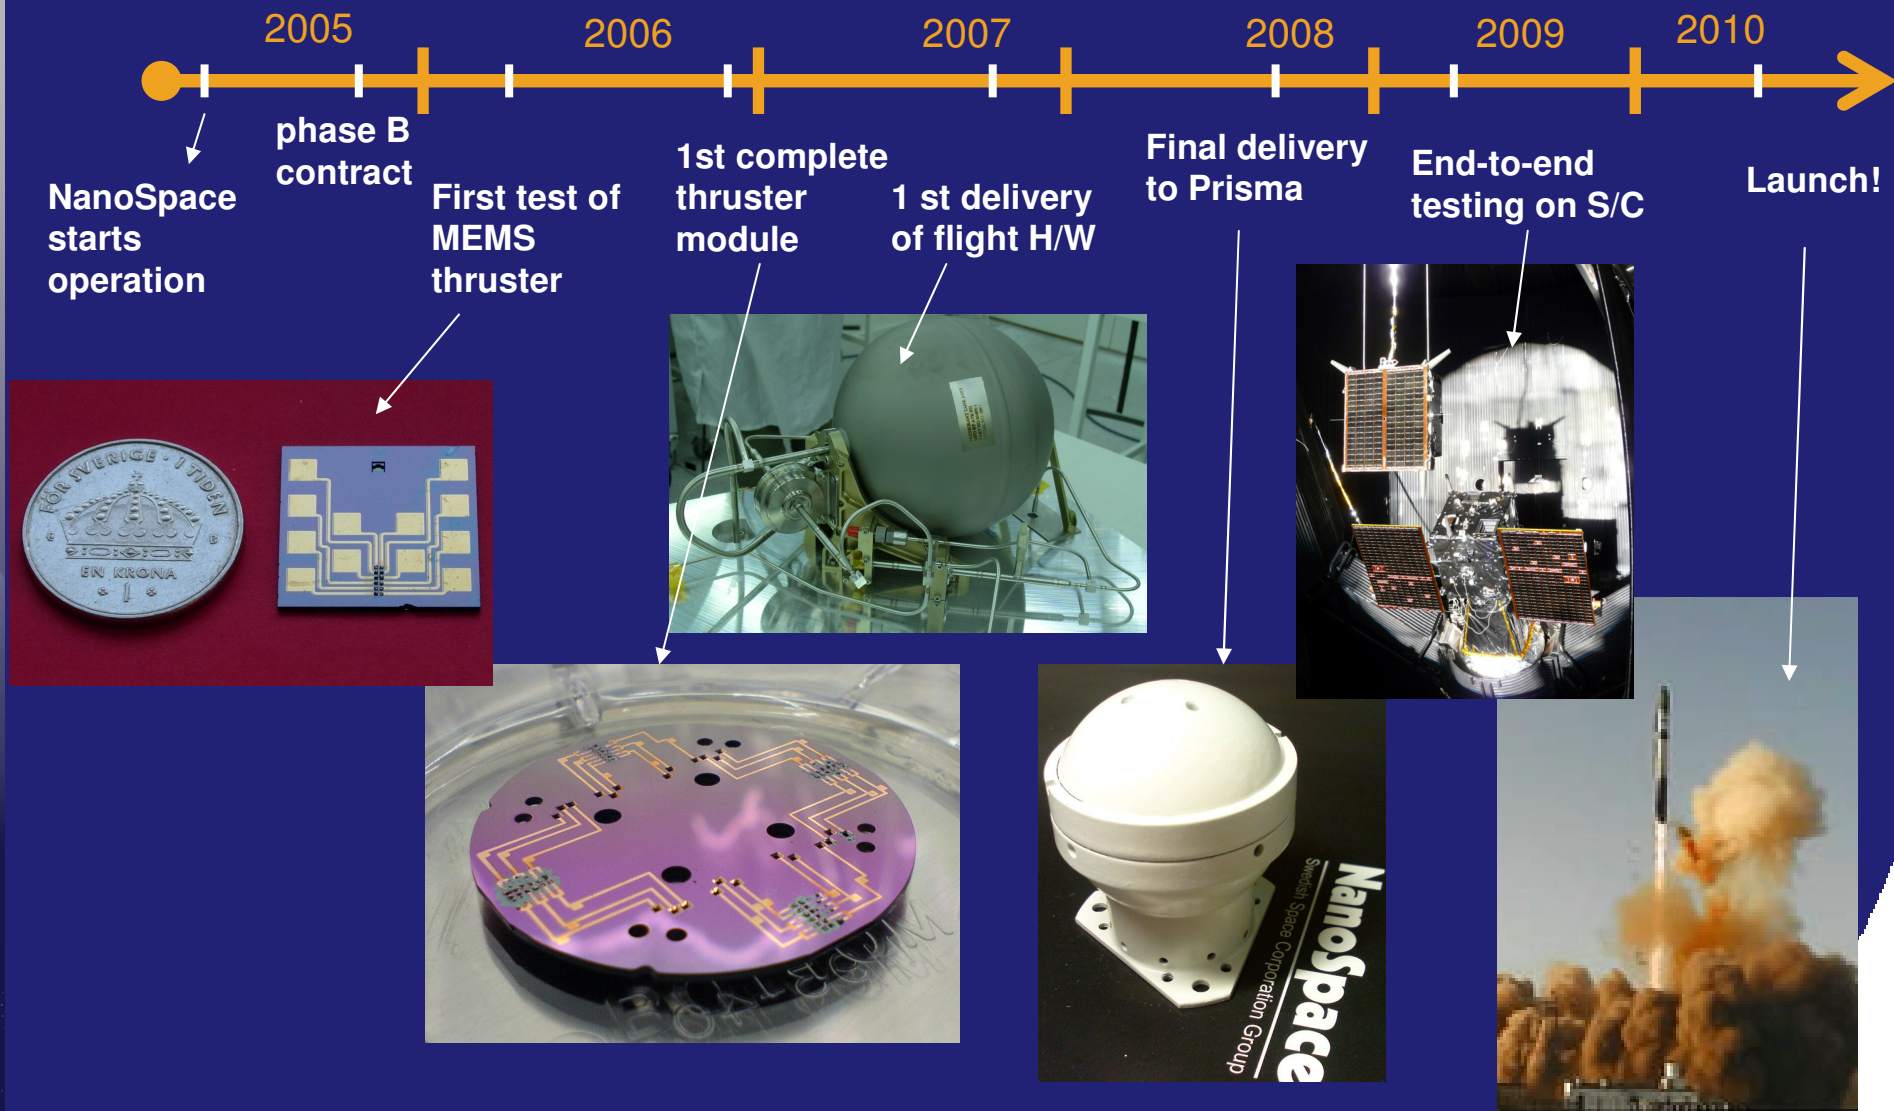 2005
2006
2007
2008
2009
2010
NanoSpace
starts
operation
phase B
contract
First test of
MEMS
thruster
1st complete
thruster
module
1 st delivery
of flight H/W
Final delivery
to Prisma
End-to-end
testing on S/C
Launch!
FÖR SVERIGE · I TIDEN
EN KRONA
1
NanoSpace
Swedish Space Corporation Group